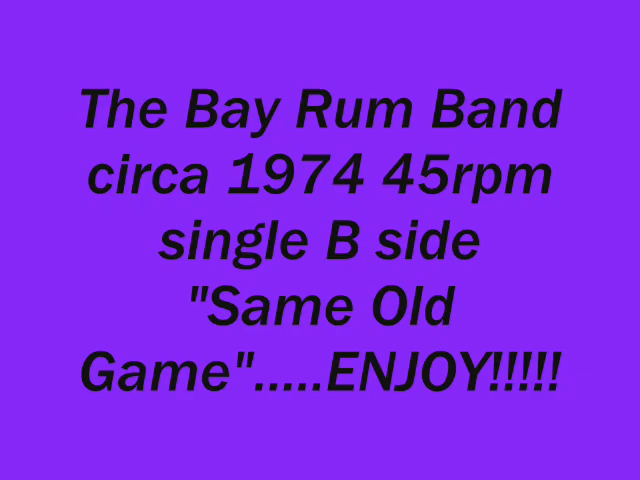 The Bay Rum Band
circa 1974 45rpm
single B side
"Same Old
Game".....ENJOY!!!!!